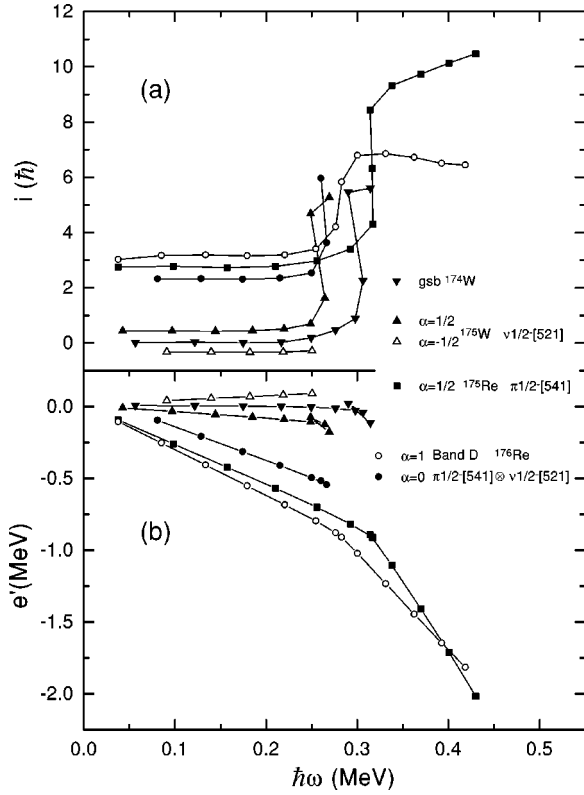 12
10
8
6
4
2
0
i (ħ)
(a)
gsb ¹⁷⁴W
α=1/2
α=-1/2 ¹⁷⁵W ν1/2⁻[521]
α=1/2 ¹⁷⁵Re π1/2⁻[541]
α=1 Band D ¹⁷⁶Re
α=0 π1/2⁻[541]⊗ ν1/2⁻[521]
0.0
-0.5
-1.0
-1.5
-2.0
e'(MeV)
(b)
0.0 0.1 0.2 0.3 0.4 0.5
ħω (MeV)